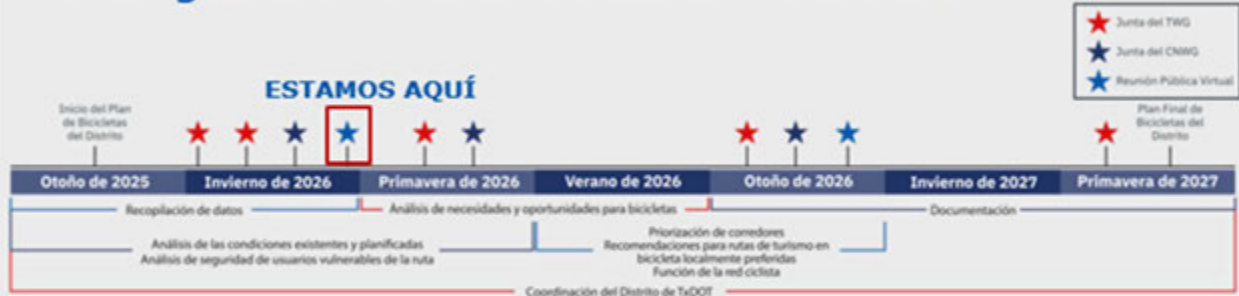 Junta del TWG
Junta del CNWG
Reunión Pública Virtual
ESTAMOS AQUÍ
Inicio del Plan
de Bicicletas
del Distrito
Plan Final de
Bicicletas del
Distrito
Otoño de 2025
Invierno de 2026
Primavera de 2026
Verano de 2026
Otoño de 2026
Invierno de 2027
Primavera de 2027
Recopilación de datos
Análisis de necesidades y oportunidades para bicicletas
Documentación
Análisis de las condiciones existentes y planificadas
Análisis de seguridad de usuarios vulnerables de la ruta
Priorización de corredores
Recomendaciones para rutas de turismo en
bicicleta localmente preferidas
Función de la red ciclista
Coordinación del Distrito de TxDOT